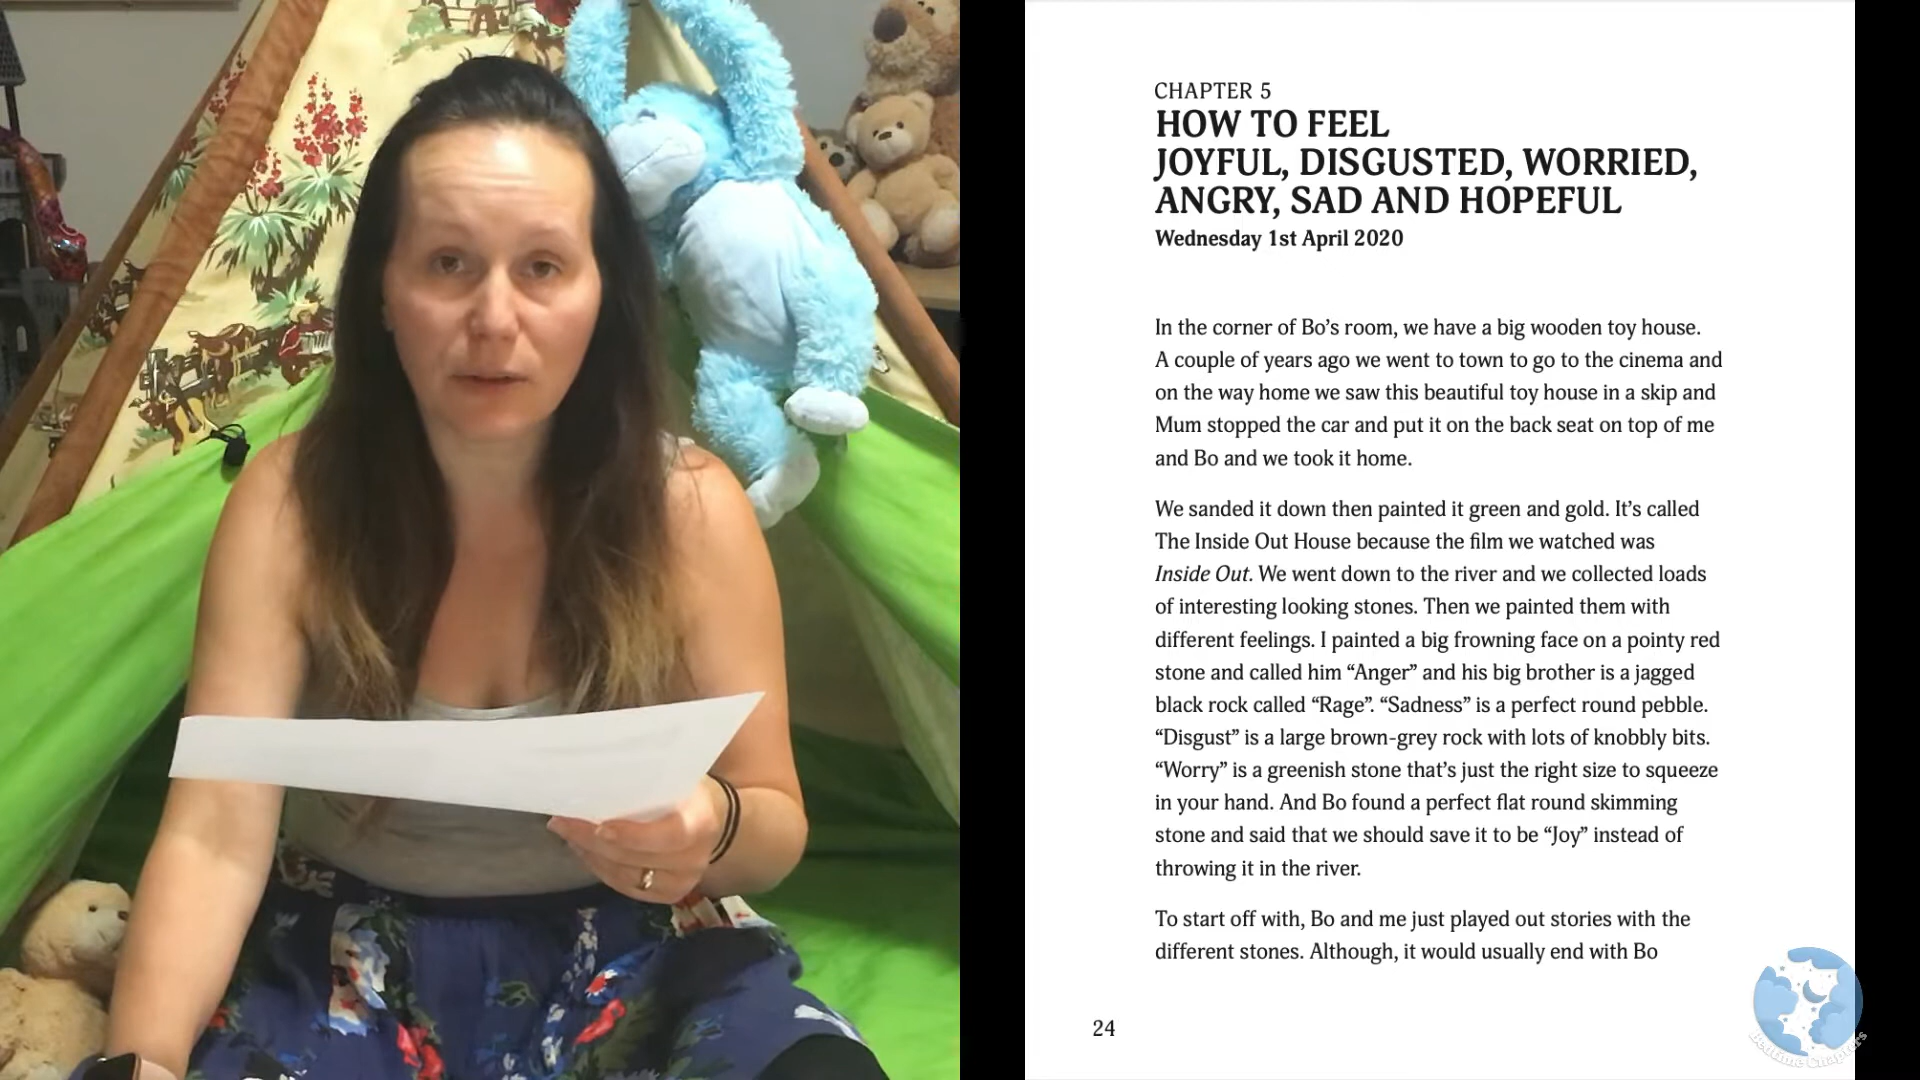 CHAPTER 5
HOW TO FEEL
JOYFUL, DISGUSTED, WORRIED,
ANGRY, SAD AND HOPEFUL
Wednesday 1st April 2020
In the corner of Bo’s room, we have a big wooden toy house.
A couple of years ago we went to town to go to the cinema and
on the way home we saw this beautiful toy house in a skip and
Mum stopped the car and put it on the back seat on top of me
and Bo and we took it home.
We sanded it down then painted it green and gold. It’s called
The Inside Out House because the film we watched was
Inside Out. We went down to the river and we collected loads
of interesting looking stones. Then we painted them with
different feelings. I painted a big frowning face on a pointy red
stone and called him “Anger” and his big brother is a jagged
black rock called “Rage”. “Sadness” is a perfect round pebble.
“Disgust” is a large brown-grey rock with lots of knobbly bits.
“Worry” is a greenish stone that’s just the right size to squeeze
in your hand. And Bo found a perfect flat round skimming
stone and said that we should save it to be “Joy” instead of
throwing it in the river.
To start off with, Bo and me just played out stories with the
different stones. Although, it would usually end with Bo
24
Bedtime Chapters